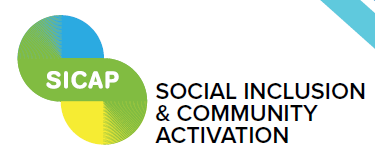 SICAP
SOCIAL INCLUSION
& COMMUNITY
ACTIVATION